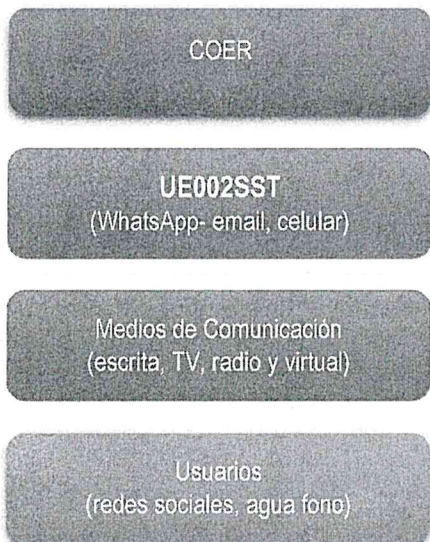 COER
UE002SST
(WhatsApp- email, celular)
Medios de Comunicación
(escrita, TV, radio y virtual)
Usuarios
(redes sociales, agua fono)